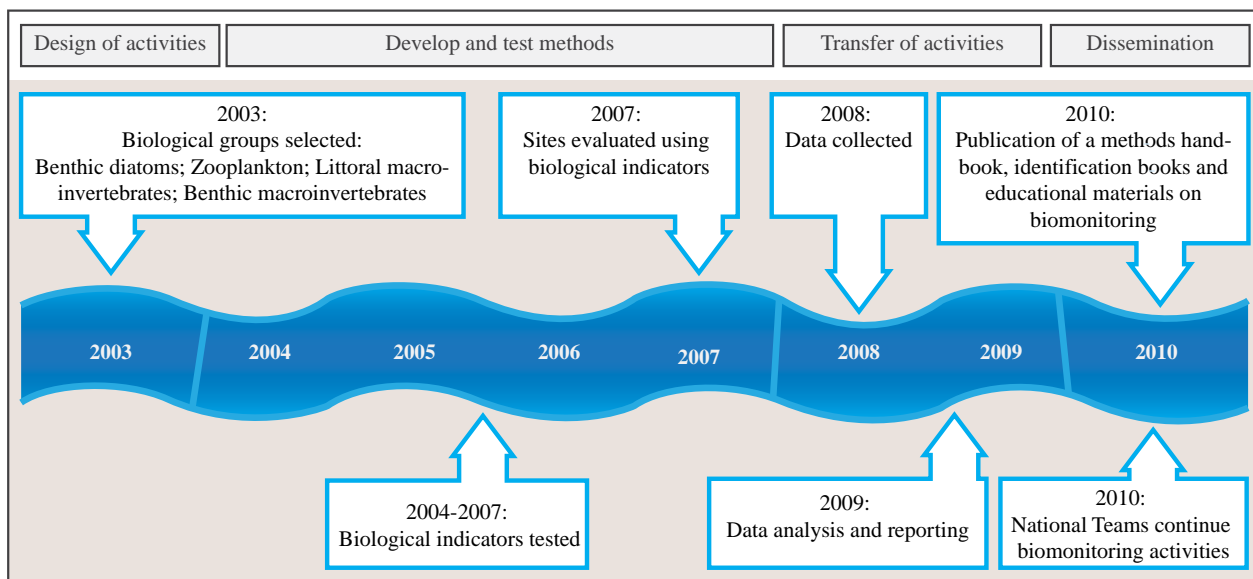 Design of activities
Develop and test methods
Transfer of activities
Dissemination
2003:
Biological groups selected:
Benthic diatoms; Zooplankton; Littoral macro-
invertebrates; Benthic macroinvertebrates
2007:
Sites evaluated using
biological indicators
2008:
Data collected
2010:
Publication of a methods hand-
book, identification books and
educational materials on
biomonitoring
2003
2004
2005
2006
2007
2008
2009
2010
2004-2007:
Biological indicators tested
2009:
Data analysis and reporting
2010:
National Teams continue
biomonitoring activities